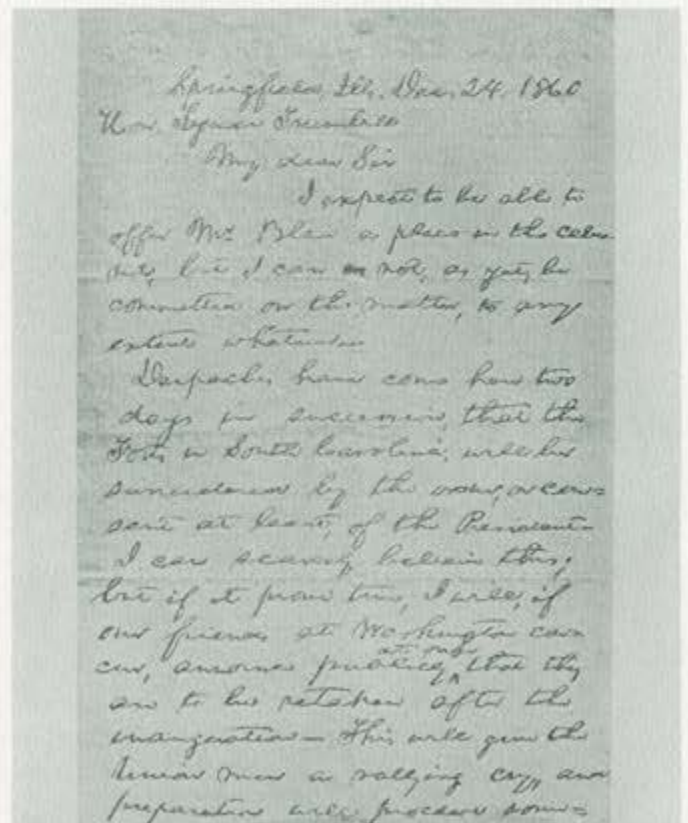 Springfield, Ills. Dec. 24, 1860
Hon. Lyman Trumbull
My dear Sir
I expect to be able to
offer Mr Blair a place in the cabi-
net; but I can not, as yet, be
committed on the matter, to any
extent whatever.
Despatches have come here two
days in succession, that the
Forts in South Carolina, will be
surrendered by the order, or con=
sent at least, of the President-
I can scarcely believe this;
but if it prove true, I will, if
our friends at Washington con-
cur, announce publicly at once that they
are to be retaken after the
inauguration- This will give the
Union men a rallying cry, and
preparation will proceed some=